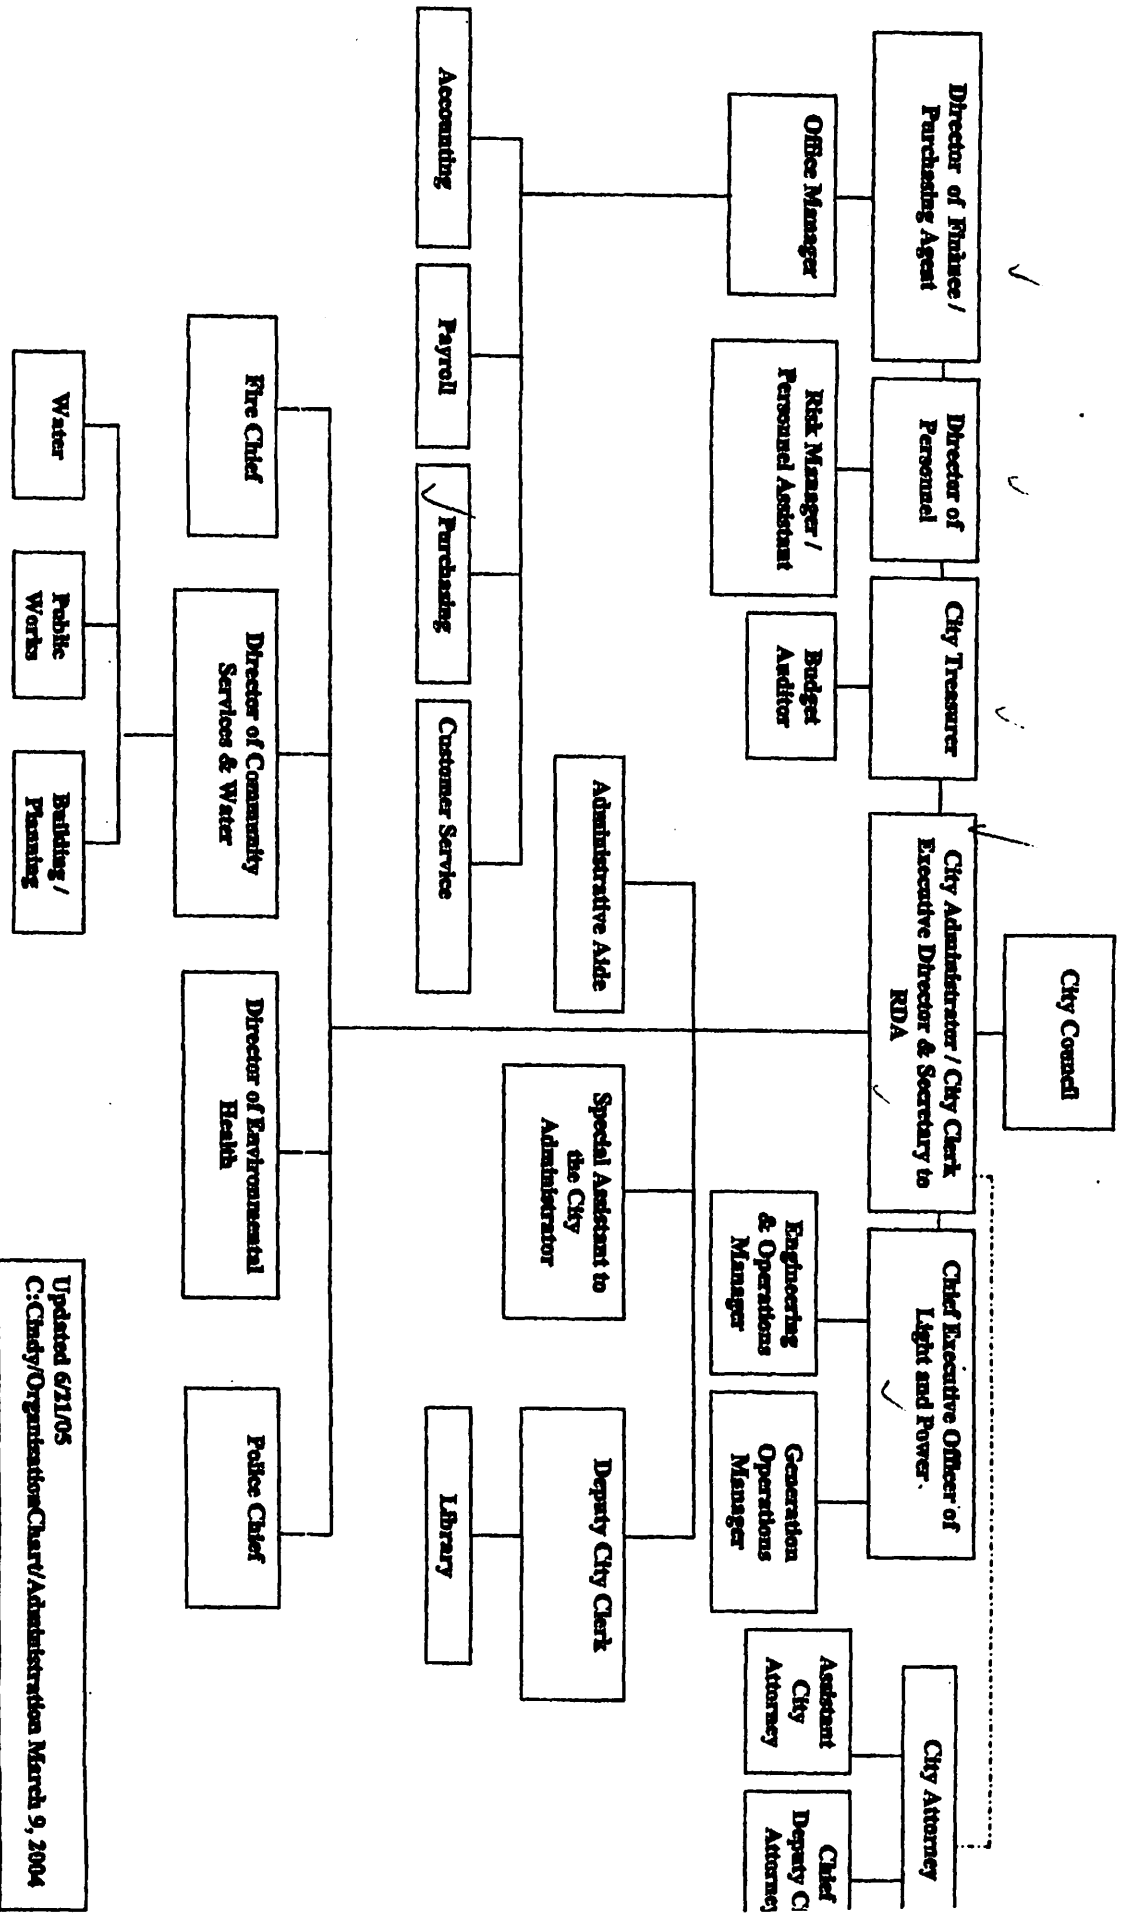 City Council
Director of Finance /
Purchasing Agent
Director of
Personnel
City Treasurer
City Administrator / City Clerk
Executive Director & Secretary to
RDA
Chief Executive Officer of
Light and Power
City Attorney
Office Manager
Risk Manager /
Personnel Assistant
Budget
Auditor
Engineering
& Operations
Manager
Generation
Operations
Manager
Assistant
City
Attorney
Chief
Deputy
Attorney
Administrative Aide
Special Assistant to
the City
Administrator
Deputy City Clerk
Accounting
Payroll
Purchasing
Customer Service
Library
Fire Chief
Director of Community
Services & Water
Director of Environmental
Health
Police Chief
Water
Public
Works
Building /
Planning
Updated 6/21/05
C:Cindy/OrganizationChart/Administration March 9, 2004